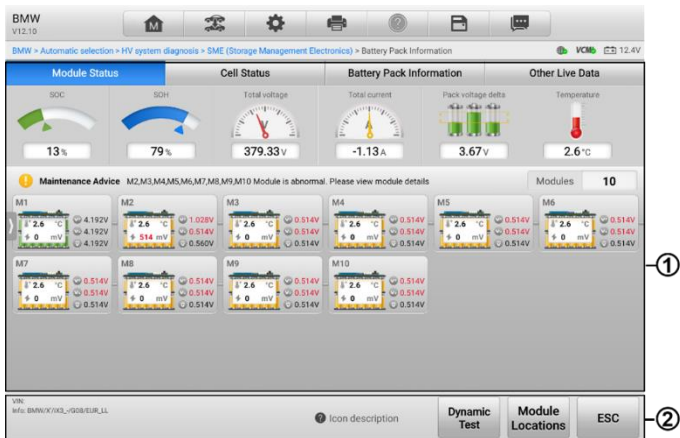 BMW
V12.10
M
?
BMW > Automatic selection > HV system diagnosis > SME (Storage Management Electronics) > Battery Pack Information
VCMI
12.4V
Module Status
Cell Status
Battery Pack Information
Other Live Data
SOC
SOH
Total voltage
Total current
Pack voltage delta
Temperature
V
A
13 %
79 %
379.33 V
-1.13 A
3.67 V
2.6 °C
! Maintenance Advice M2,M3,M4,M5,M6,M7,M8,M9,M10 Module is abnormal. Please view module details
Modules 10
M1
2.6 °C 4.192V
0 mV 4.192V
4.192V
M2
2.6 °C 1.028V
514 mV 0.514V
0.560V
M3
2.6 °C 0.514V
0 mV 0.514V
0.514V
M4
2.6 °C 0.514V
0 mV 0.514V
0.514V
M5
2.6 °C 0.514V
0 mV 0.514V
0.514V
M6
2.6 °C 0.514V
0 mV 0.514V
0.514V
M7
2.6 °C 0.514V
0 mV 0.514V
0.514V
M8
2.6 °C 0.514V
0 mV 0.514V
0.514V
M9
2.6 °C 0.514V
0 mV 0.514V
0.514V
M10
2.6 °C 0.514V
0 mV 0.514V
0.514V
①
VIN:
Info: BMW/X'/iX3_-/G08/EUR_LL
? Icon description
Dynamic
Test
Module
Locations
ESC
②